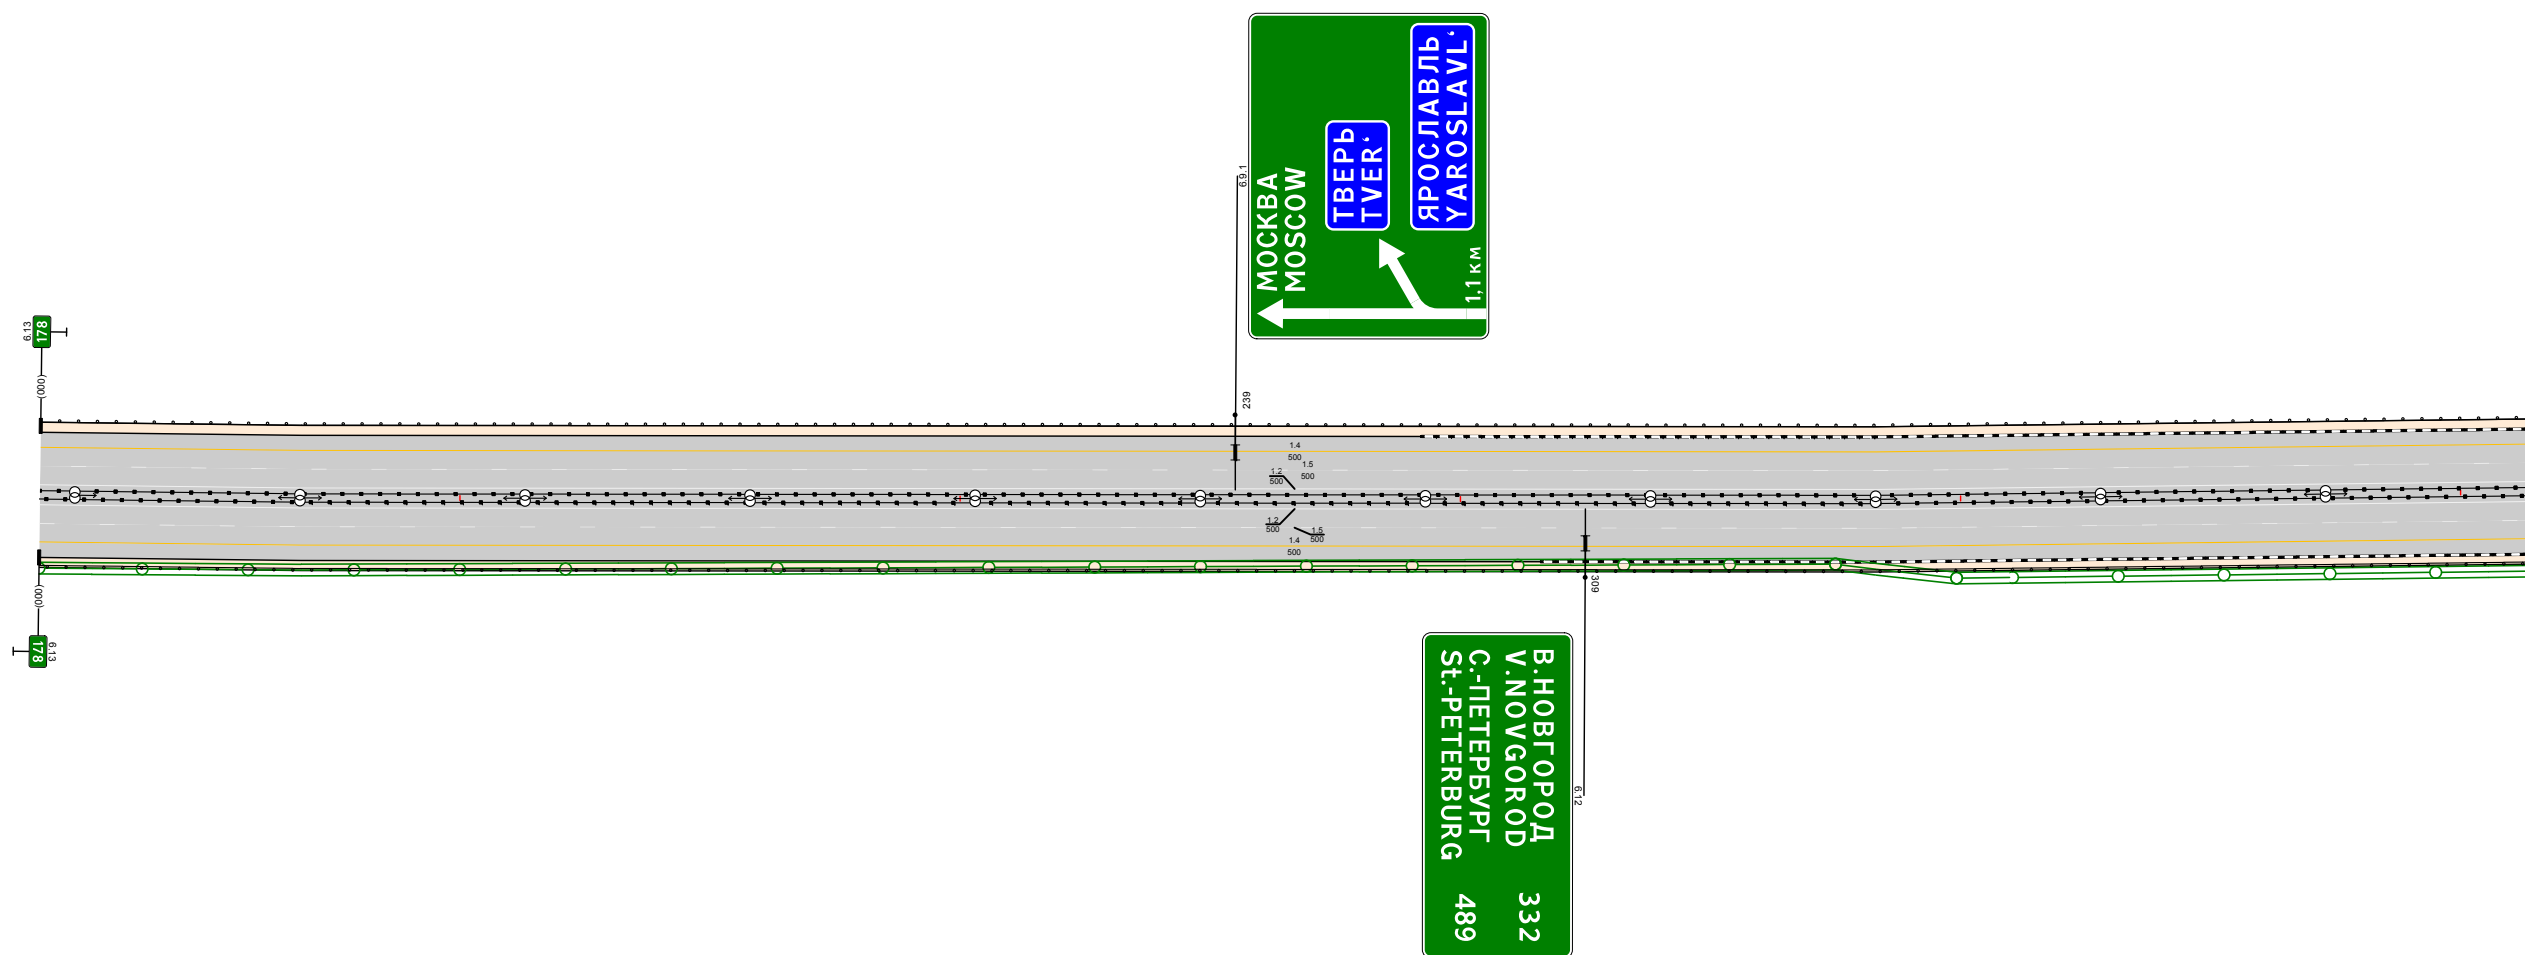 6.13
178
(000)
6.9.1
239
МОСКВА
MOSCOW
ТВЕРЬ
TVER‘
ЯРОСЛАВЛЬ
YAROSLAVL‘
1,1 КМ
1.4
500
1.5
500
1.2
500
1.2
500
1.5
500
1.4
500
(000)
178
6.13
309
6.12
В.НОВГОРОД 332
V.NOVGOROD
С.-ПЕТЕРБУРГ 489
St.-PETERBURG